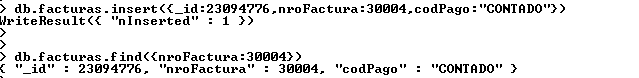 > db.facturas.insert({_id:23094776,nroFactura:30004,codPago:"CONTADO"})
WriteResult({ "nInserted" : 1 })
>
>
> db.facturas.find({nroFactura:30004})
{ "_id" : 23094776, "nroFactura" : 30004, "codPago" : "CONTADO" }